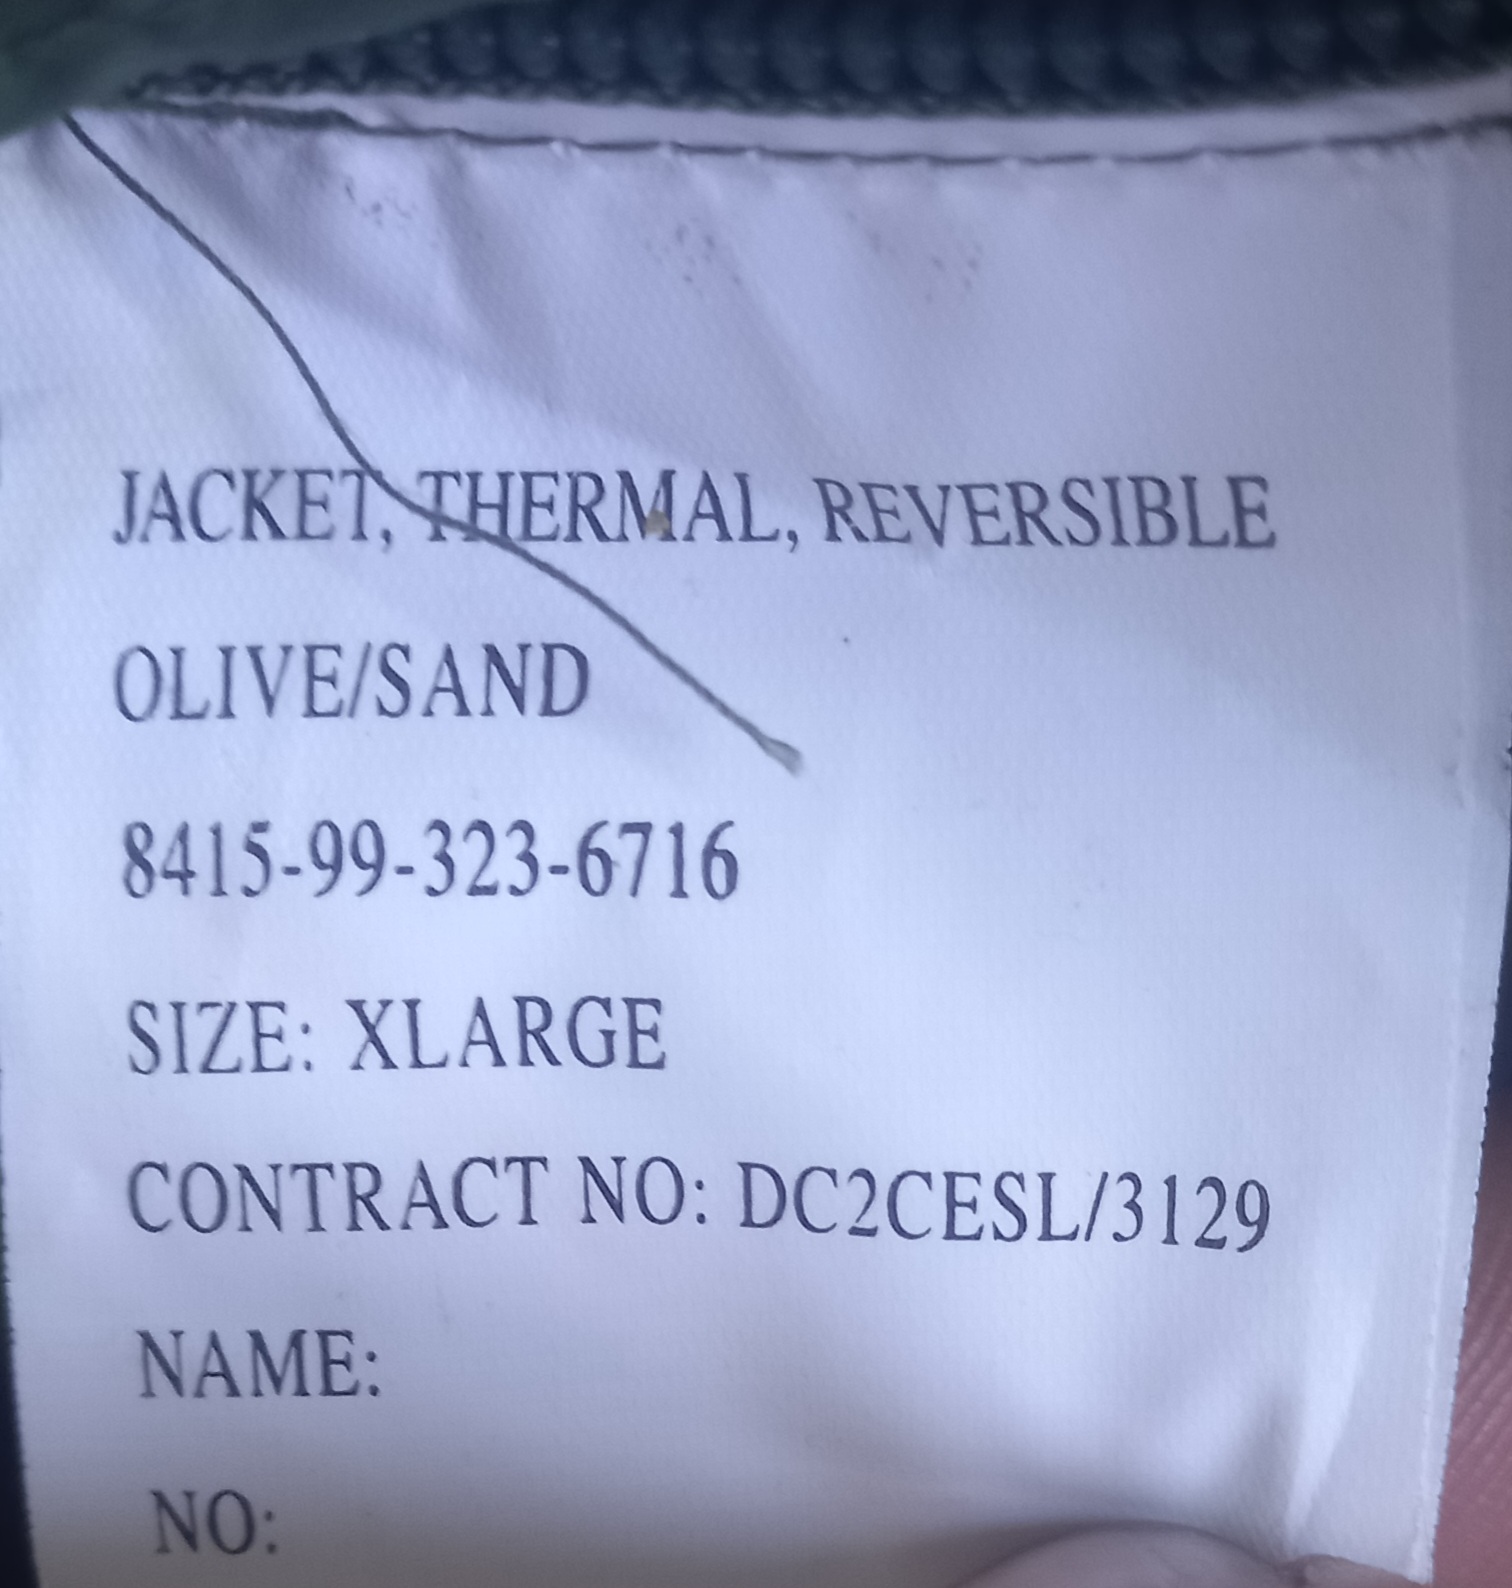 JACKET, THERMAL, REVERSIBLE
OLIVE/SAND
8415-99-323-6716
SIZE: XLARGE
CONTRACT NO: DC2CESL/3129
NAME:
NO: